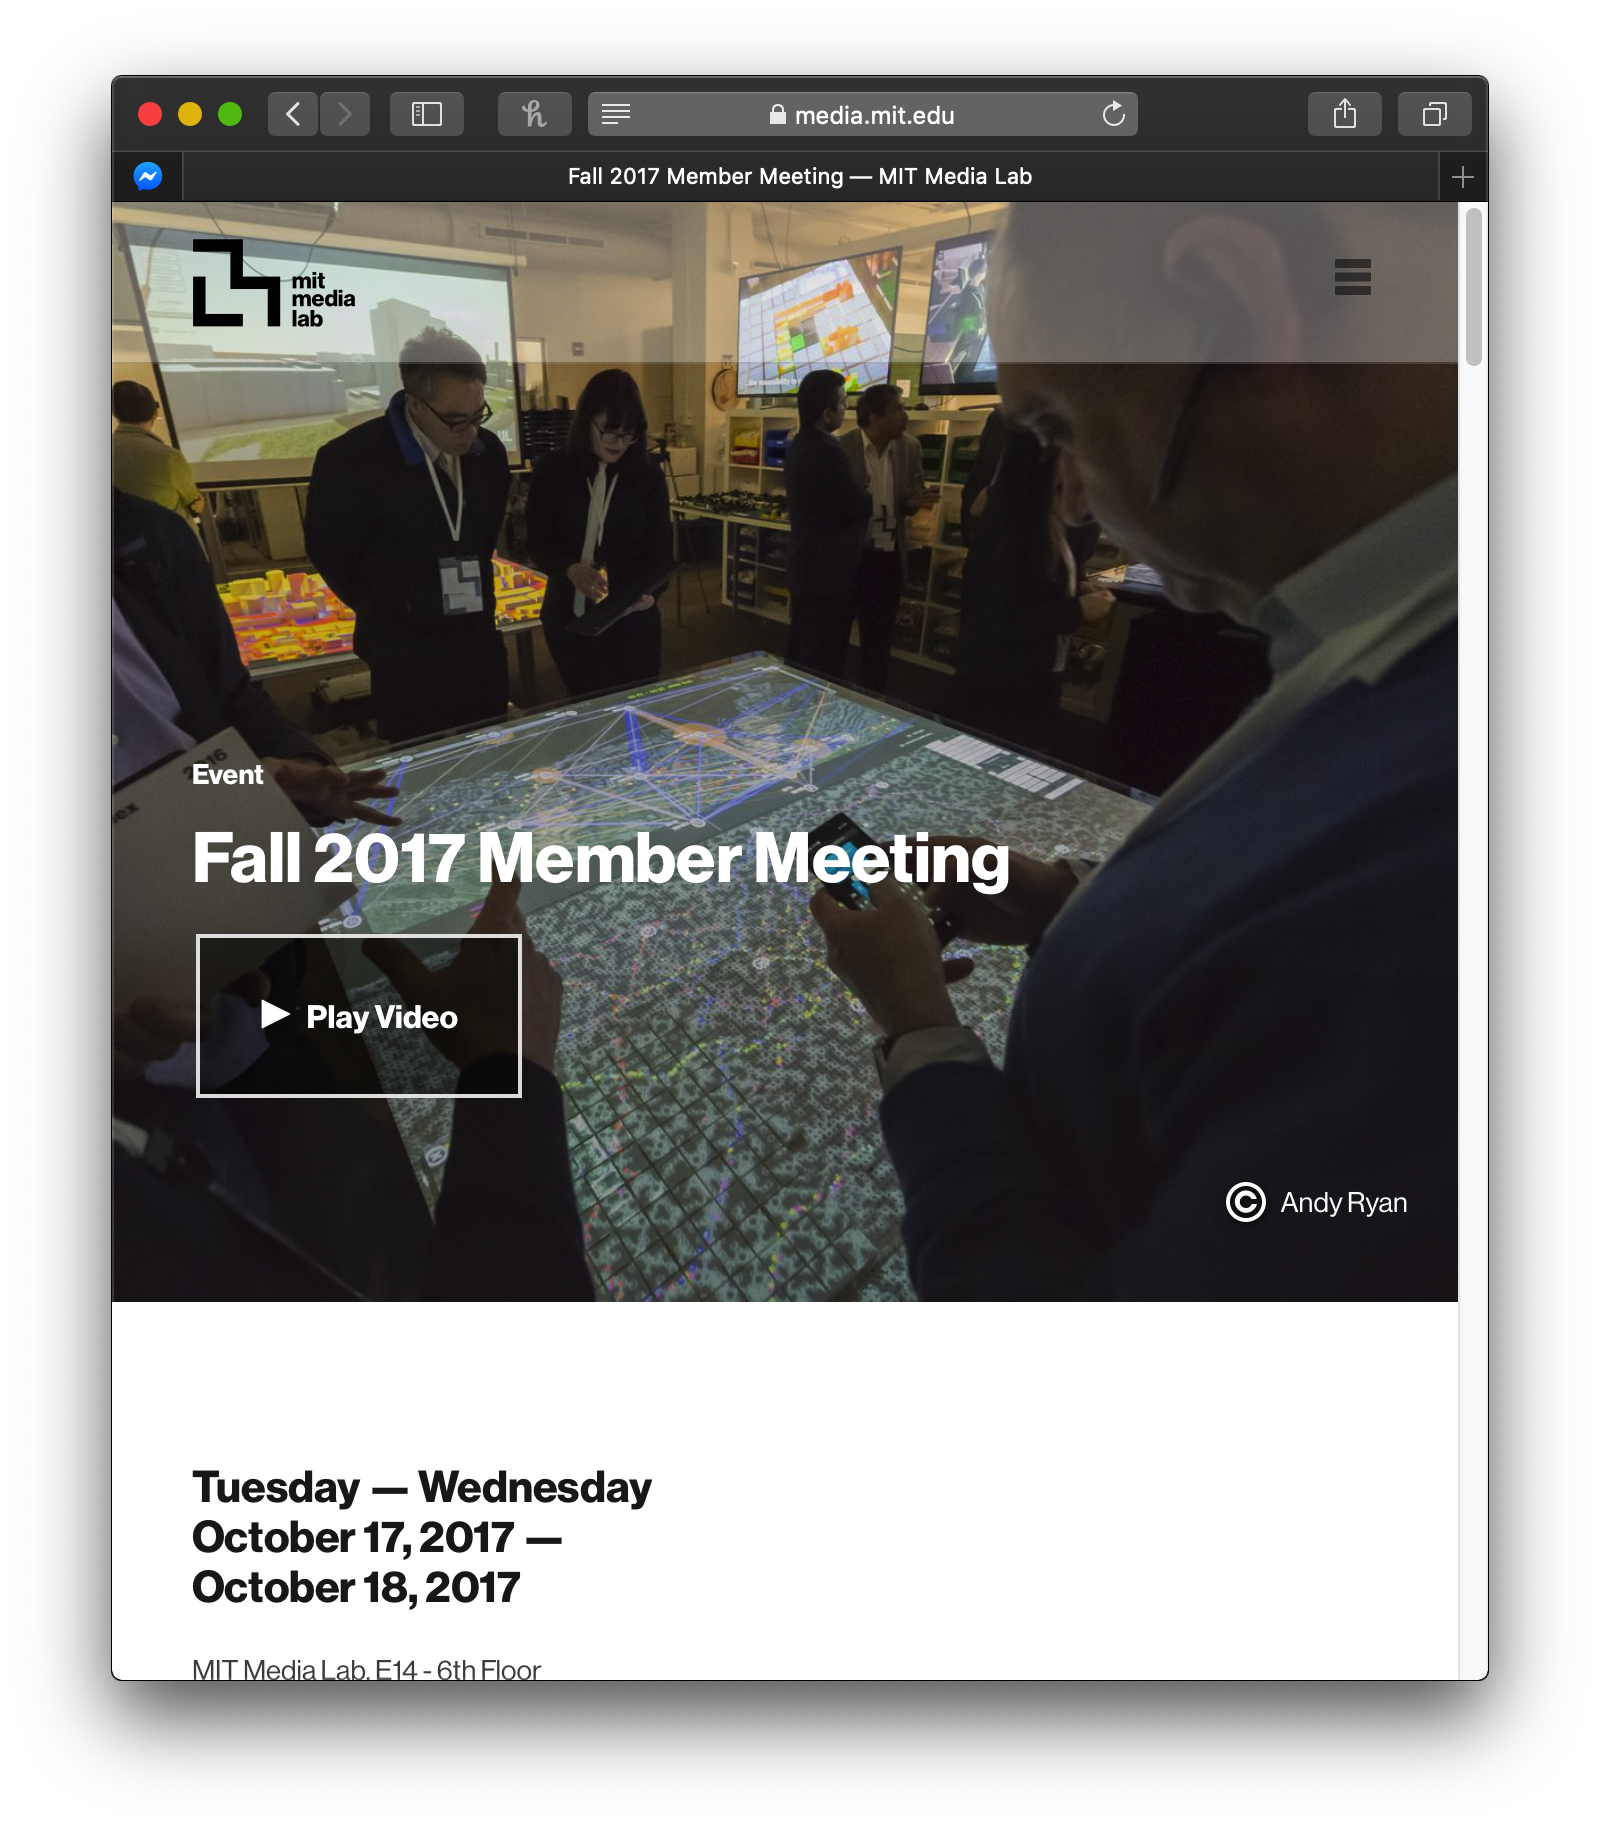 media.mit.edu
Fall 2017 Member Meeting — MIT Media Lab
mit
media
lab
Event
Fall 2017 Member Meeting
Play Video
© Andy Ryan
Tuesday — Wednesday
October 17, 2017 —
October 18, 2017
MIT Media Lab, E14 - 6th Floor